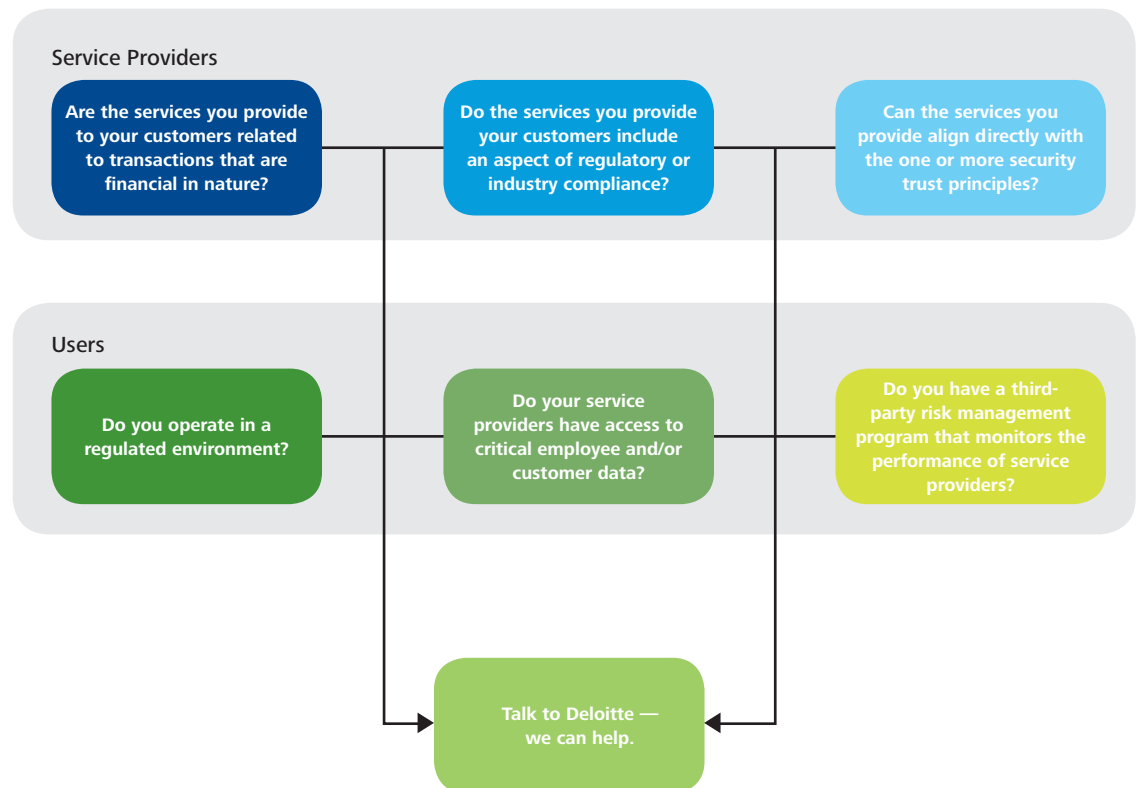 Service Providers
Are the services you provide
to your customers related
to transactions that are
financial in nature?
Do the services you provide
your customers include
an aspect of regulatory or
industry compliance?
Can the services you
provide align directly with
the one or more security
trust principles?
Users
Do you operate in a
regulated environment?
Do your service
providers have access to
critical employee and/or
customer data?
Do you have a third-
party risk management
program that monitors the
performance of service
providers?
Talk to Deloitte —
we can help.